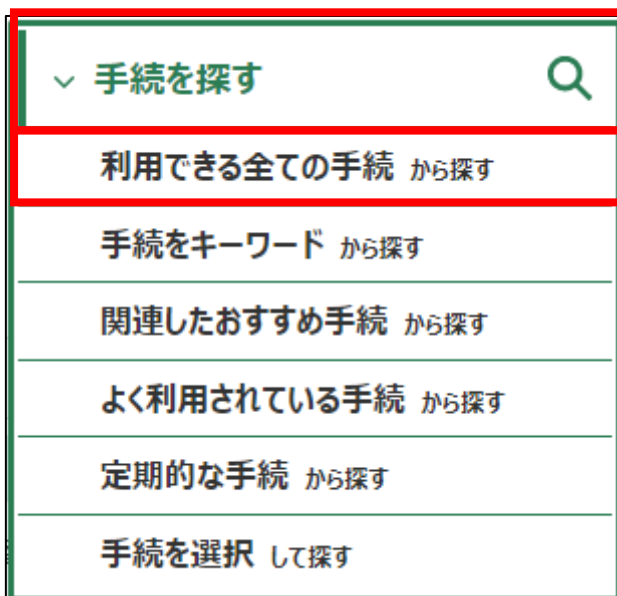 手続を探す
利用できる全ての手続 から探す
手続をキーワード から探す
関連したおすすめ手続 から探す
よく利用されている手続 から探す
定期的な手続 から探す
手続を選択 して探す